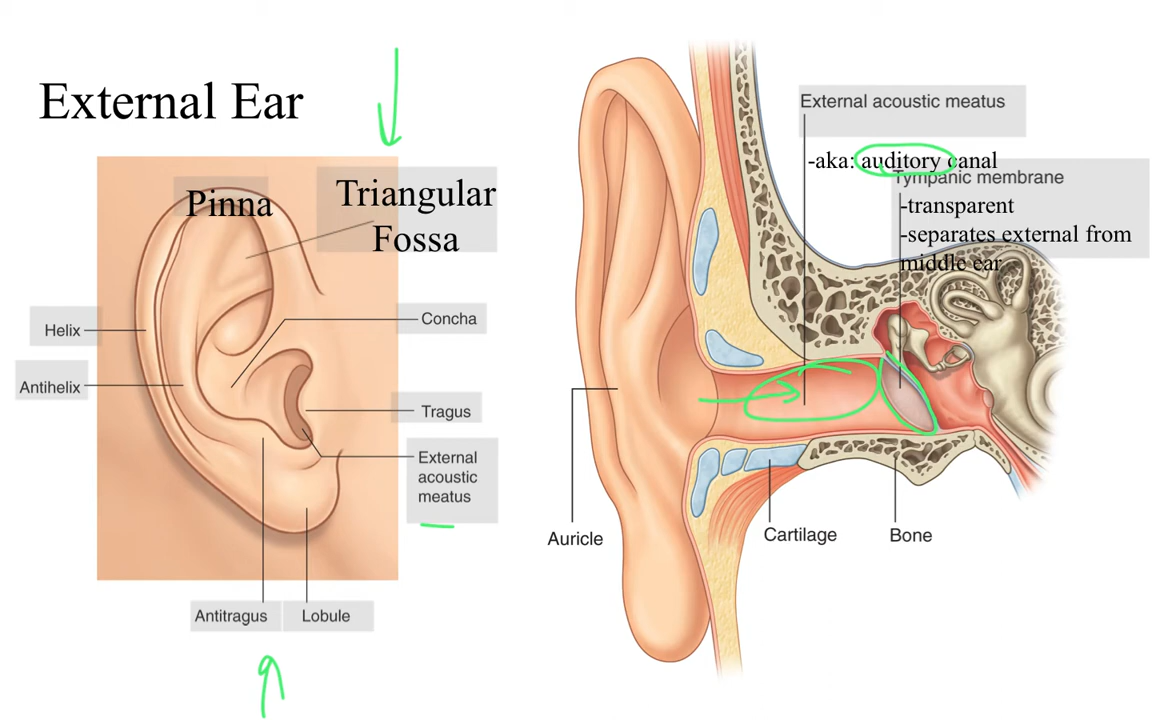 External Ear
Pinna
Triangular
Fossa
Helix
Concha
Antihelix
Tragus
External
acoustic
meatus
Antitragus
Lobule
External acoustic meatus
-aka: auditory canal
Tympanic membrane
-transparent
-separates external from
middle ear
Auricle
Cartilage
Bone